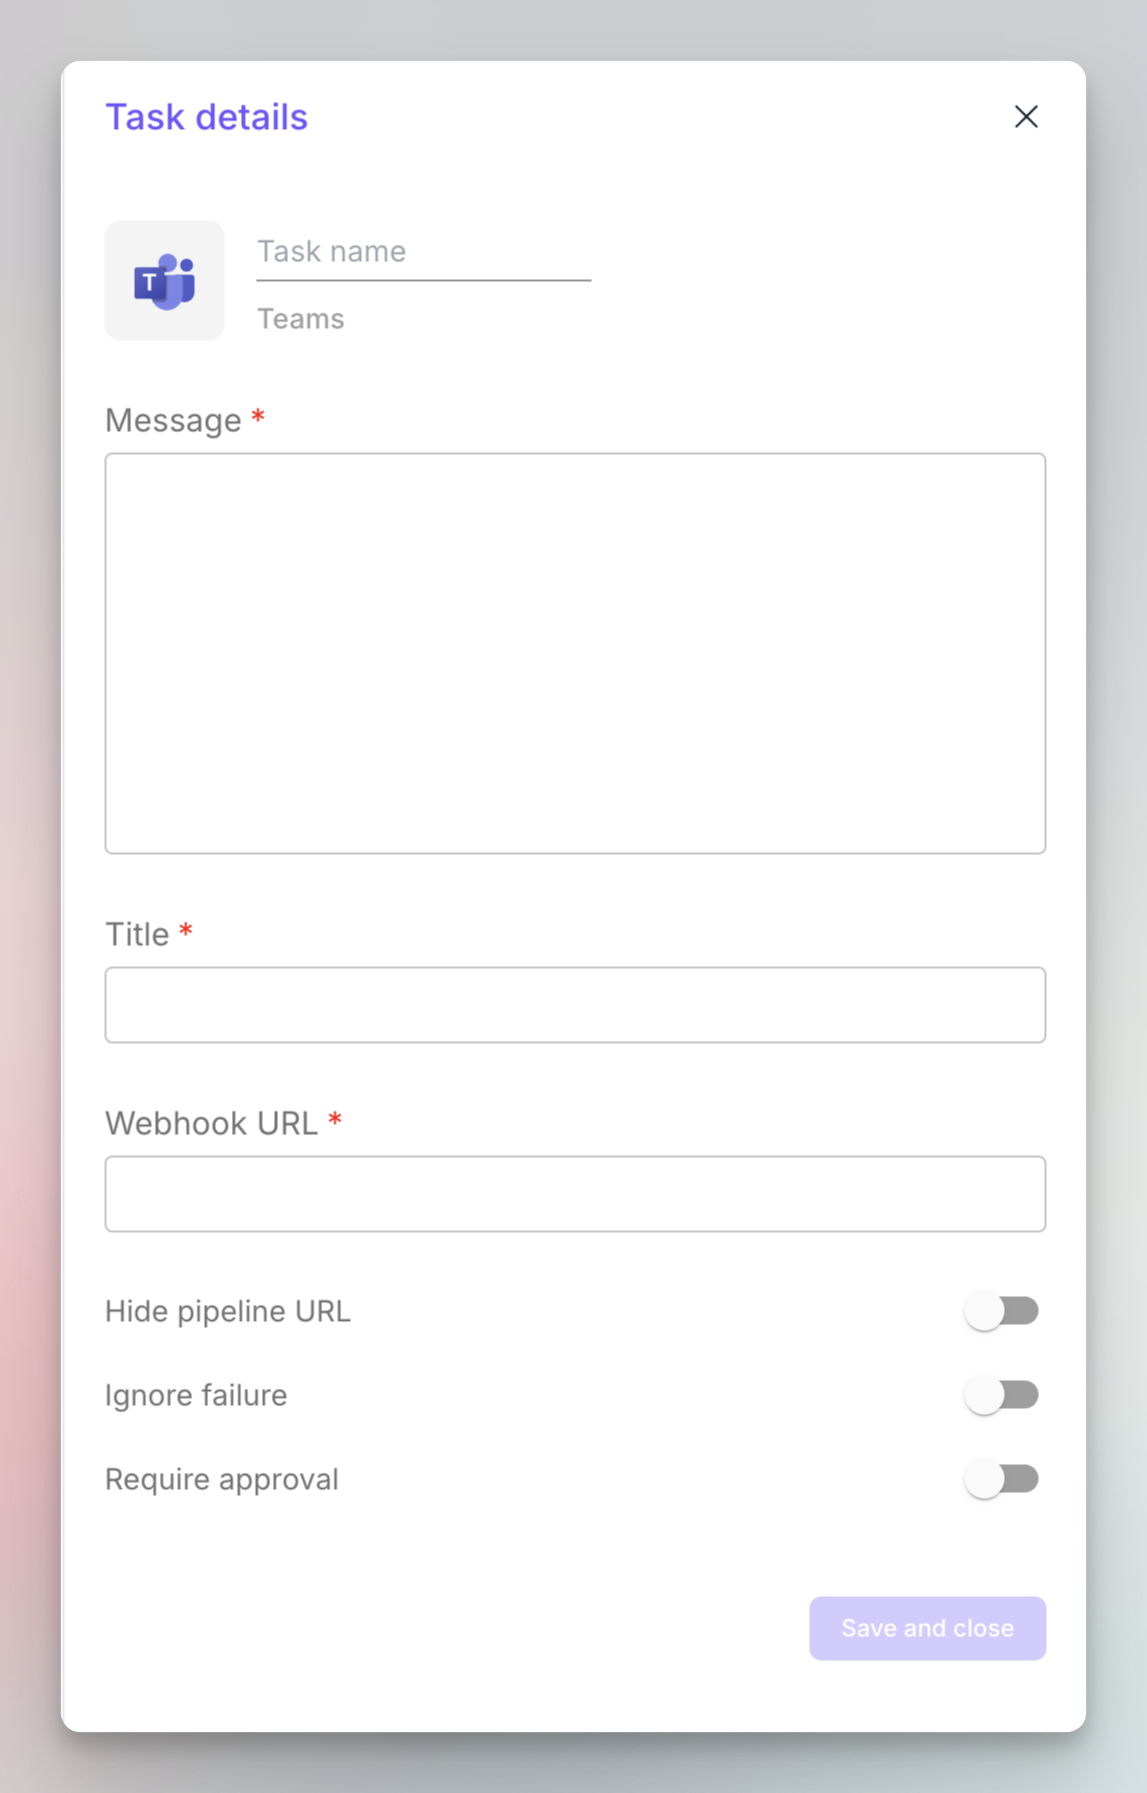 Task details
T
Task name
Teams
Message *
Title *
Webhook URL *
Hide pipeline URL
Ignore failure
Require approval
Save and close